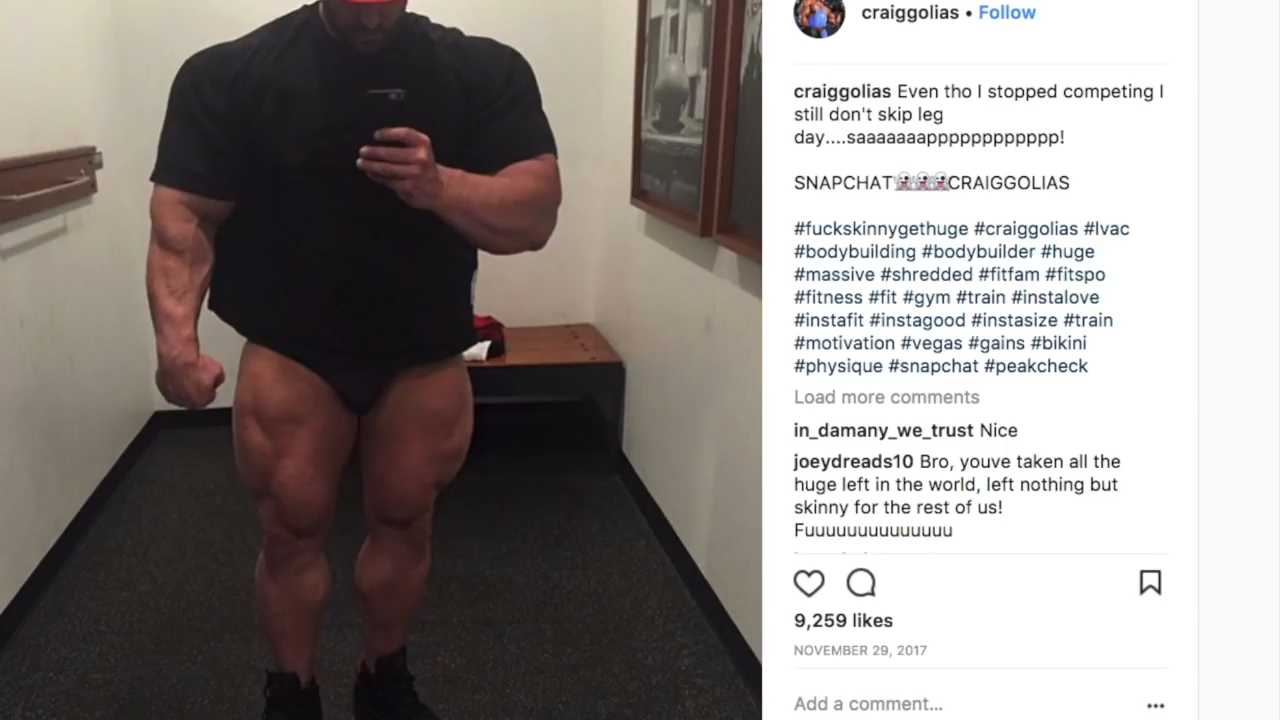 craiggolias • Follow
craiggolias Even tho I stopped competing I
still don't skip leg
day....saaaaaaapppppppppppp!
SNAPCHAT👻👻👻CRAIGGOLIAS
#fuckskinnygethuge #craiggolias #lvac
#bodybuilding #bodybuilder #huge
#massive #shredded #fitfam #fitspo
#fitness #fit #gym #train #instalove
#instafit #instagood #instasize #train
#motivation #vegas #gains #bikini
#physique #snapchat #peakcheck
Load more comments
in_damany_we_trust Nice
joeydreads10 Bro, youve taken all the
huge left in the world, left nothing but
skinny for the rest of us!
Fuuuuuuuuuuuuuu
9,259 likes
NOVEMBER 29, 2017
Add a comment...